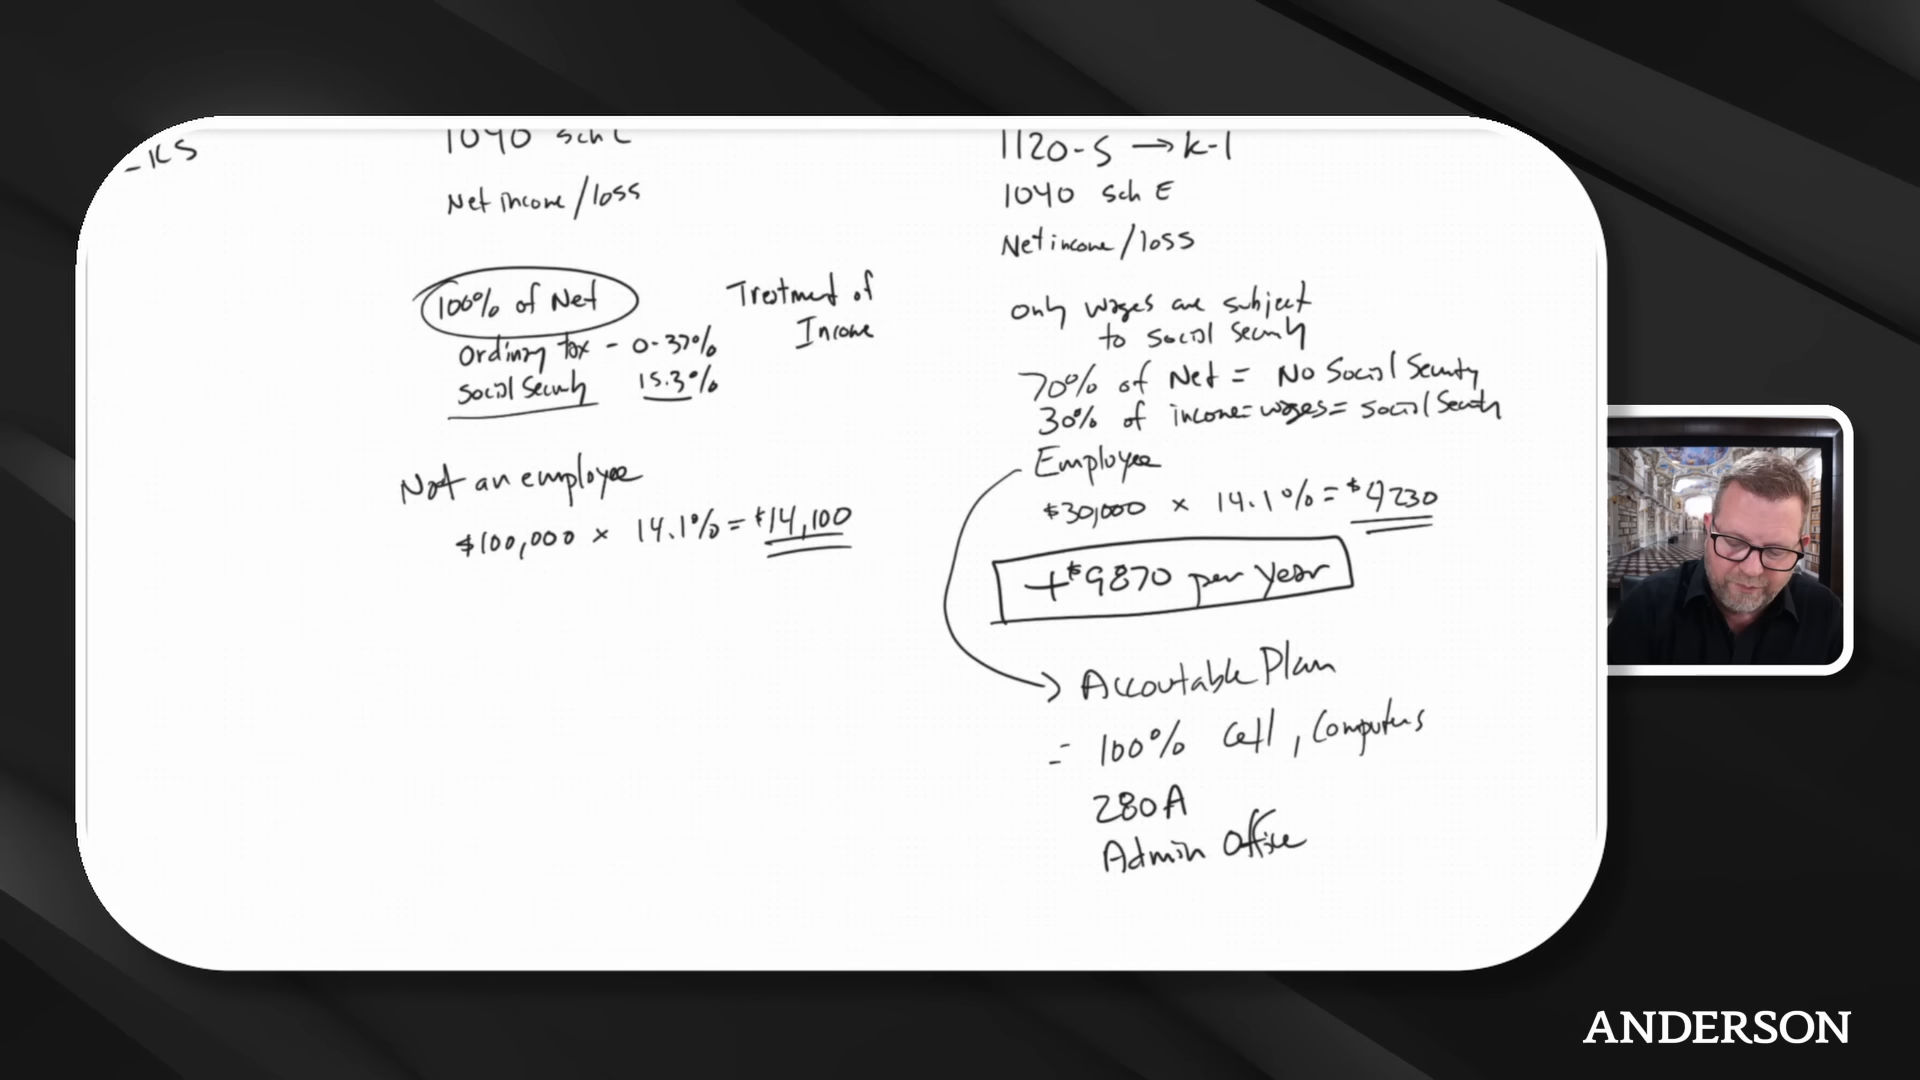 1040 Sch C
Net income/loss
100% of Net
Ordinary tax - 0-37%
Social Security 15.3%
Treatment of
Income
Not an employee
$100,000 × 14.1% = $14,100
1120-S → K-1
1040 Sch E
Net income/loss
only wages are subject
to Social Security
70% of Net = No Social Security
30% of income = wages = Social Security
Employee
$30,000 × 14.1% = $4230
+$9870 per year
→ Accoutable Plan
= 100% Cell, Computers
280A
Admin Office
ANDERSON